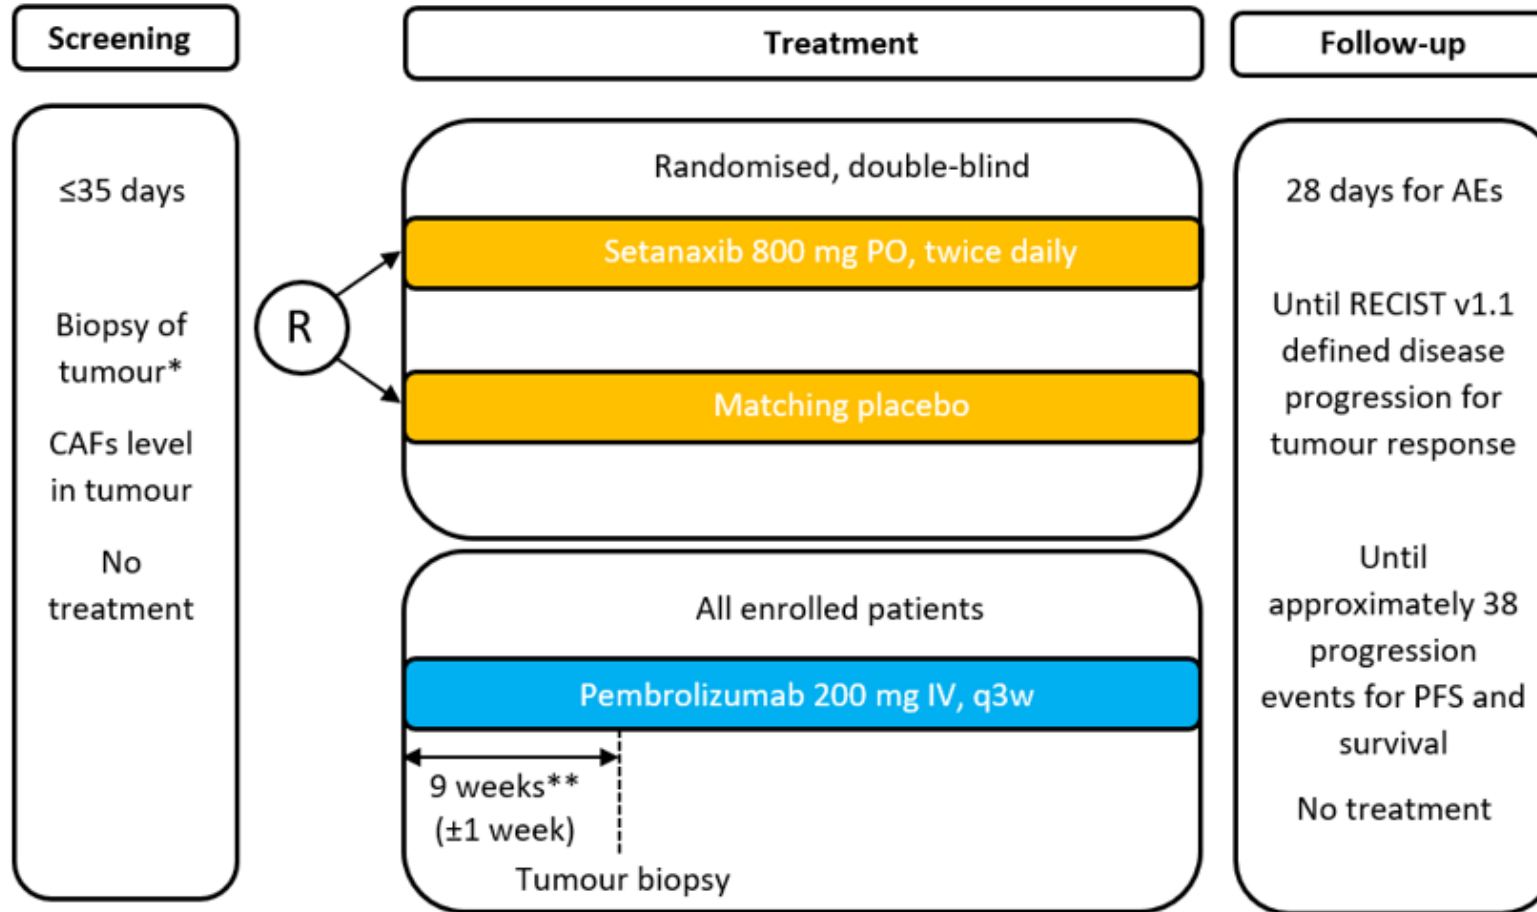 Screening
≤35 days
Biopsy of
tumour*
CAFs level
in tumour
No
treatment
R
Treatment
Randomised, double-blind
Setanaxib 800 mg PO, twice daily
Matching placebo
All enrolled patients
Pembrolizumab 200 mg IV, q3w
9 weeks**
(±1 week)
Tumour biopsy
Follow-up
28 days for AEs
Until RECIST v1.1
defined disease
progression for
tumour response
Until
approximately 38
progression
events for PFS and
survival
No treatment